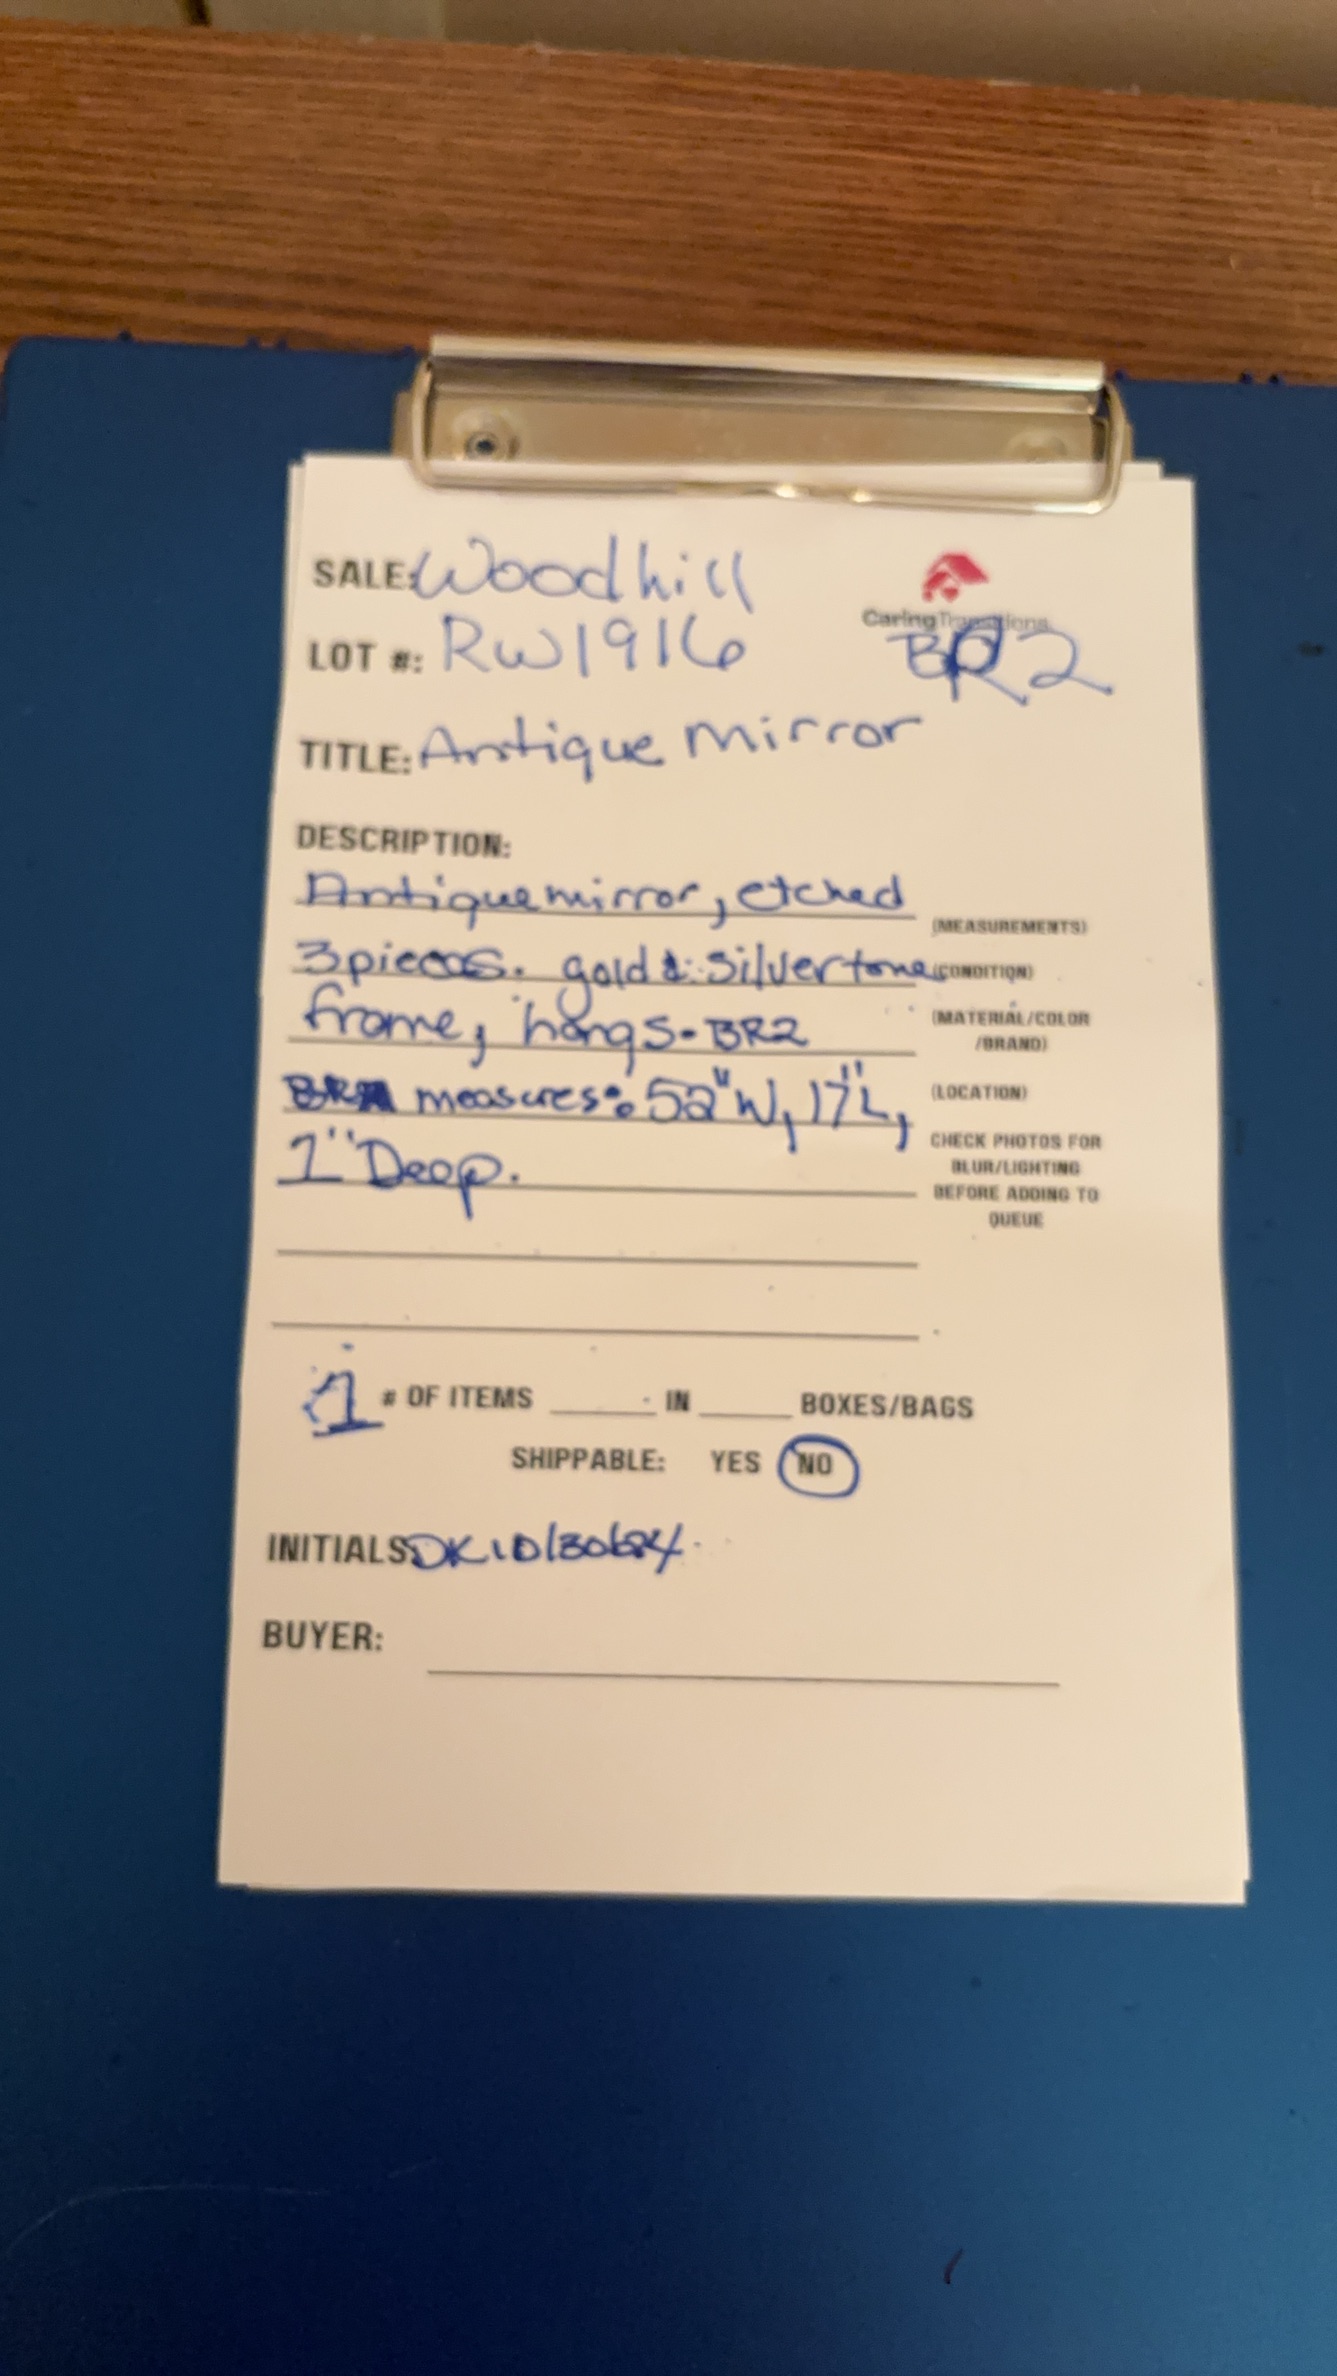 SALE: Woodhill
CaringTransitions
LOT #: RW1916
BR2
TITLE: Antique mirror
DESCRIPTION:
Antique mirror, etched
(MEASUREMENTS)
3 pieces. gold & silvertone
(CONDITION)
frame, hangs - BR2
(MATERIAL/COLOR
/BRAND)
measures: 52"W, 17"L,
(LOCATION)
1" Deep.
CHECK PHOTOS FOR
BLUR/LIGHTING
BEFORE ADDING TO
QUEUE
1 # OF ITEMS IN BOXES/BAGS
SHIPPABLE: YES NO
INITIALS: DK 10/30/24
BUYER: